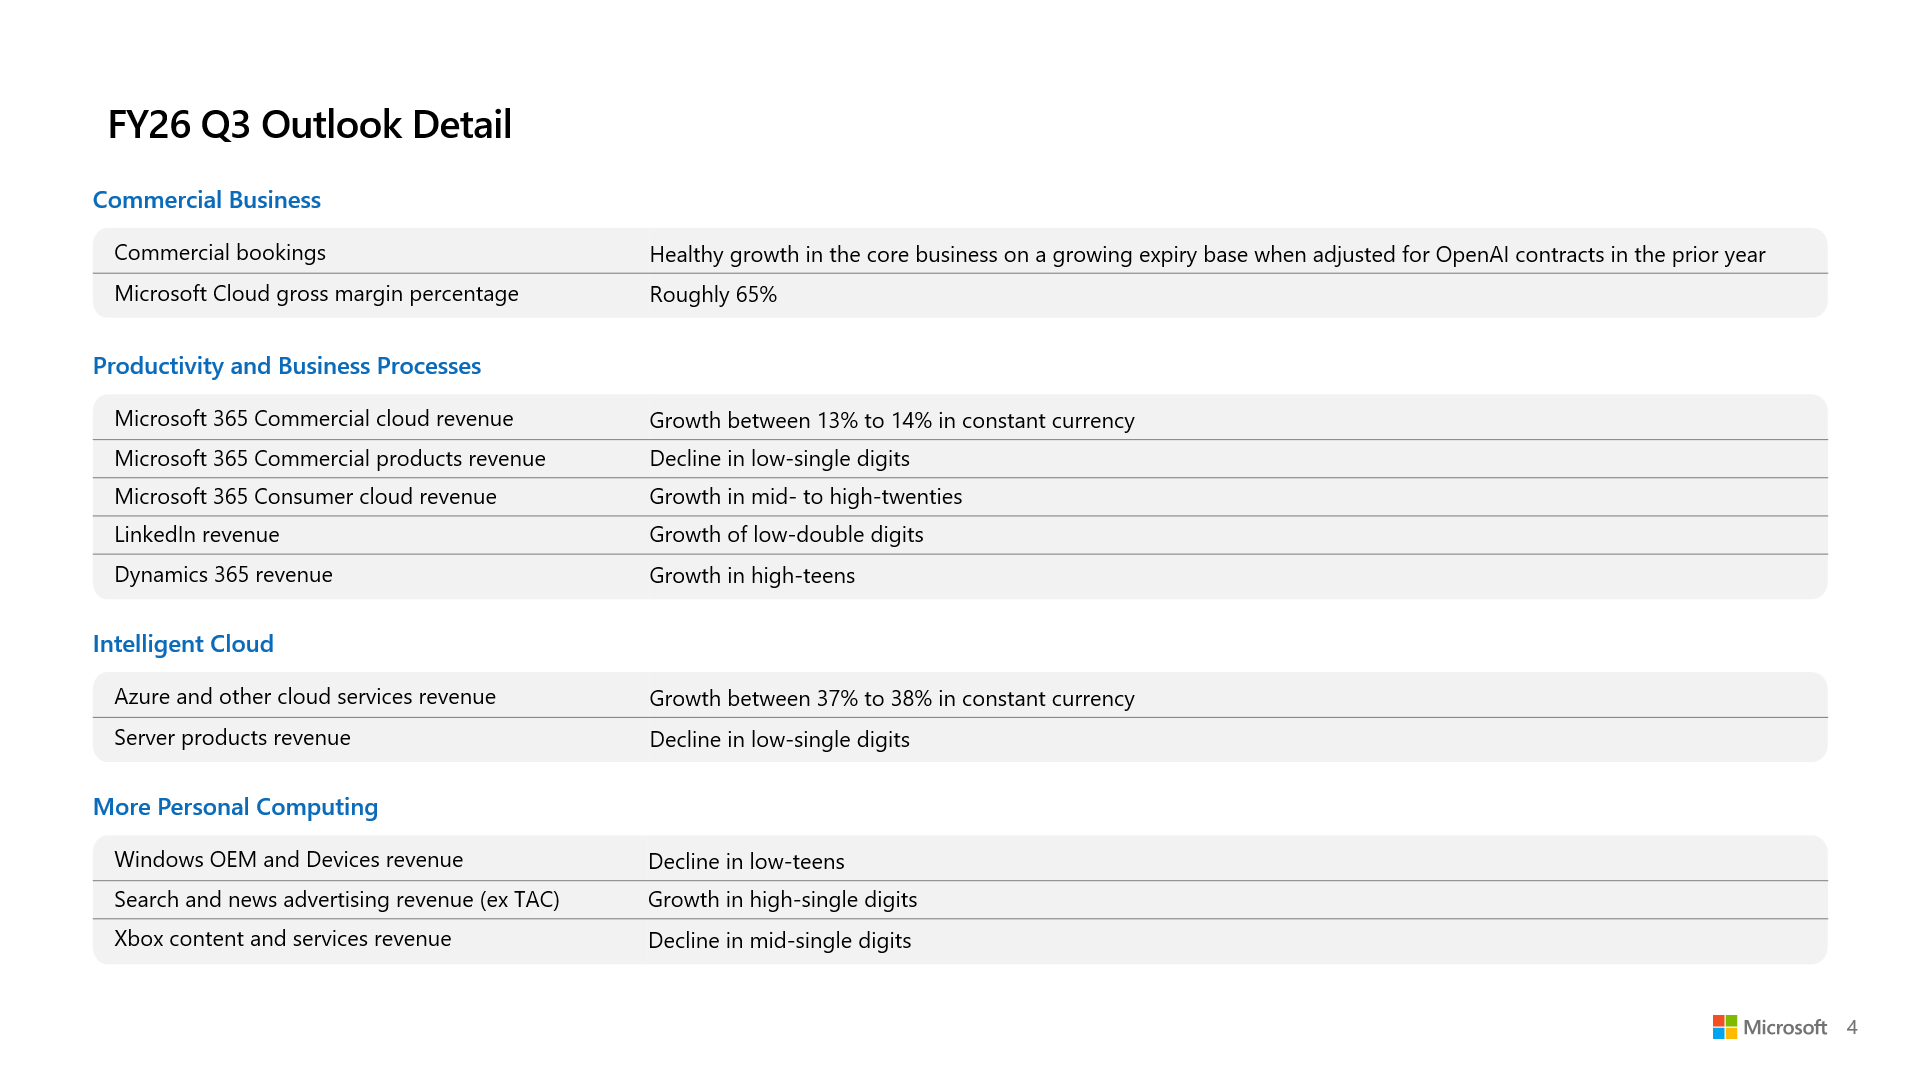 FY26 Q3 Outlook Detail
Commercial Business
Commercial bookings Healthy growth in the core business on a growing expiry base when adjusted for OpenAI contracts in the prior year
Microsoft Cloud gross margin percentage Roughly 65%
Productivity and Business Processes
Microsoft 365 Commercial cloud revenue Growth between 13% to 14% in constant currency
Microsoft 365 Commercial products revenue Decline in low-single digits
Microsoft 365 Consumer cloud revenue Growth in mid- to high-twenties
LinkedIn revenue Growth of low-double digits
Dynamics 365 revenue Growth in high-teens
Intelligent Cloud
Azure and other cloud services revenue Growth between 37% to 38% in constant currency
Server products revenue Decline in low-single digits
More Personal Computing
Windows OEM and Devices revenue Decline in low-teens
Search and news advertising revenue (ex TAC) Growth in high-single digits
Xbox content and services revenue Decline in mid-single digits
Microsoft 4